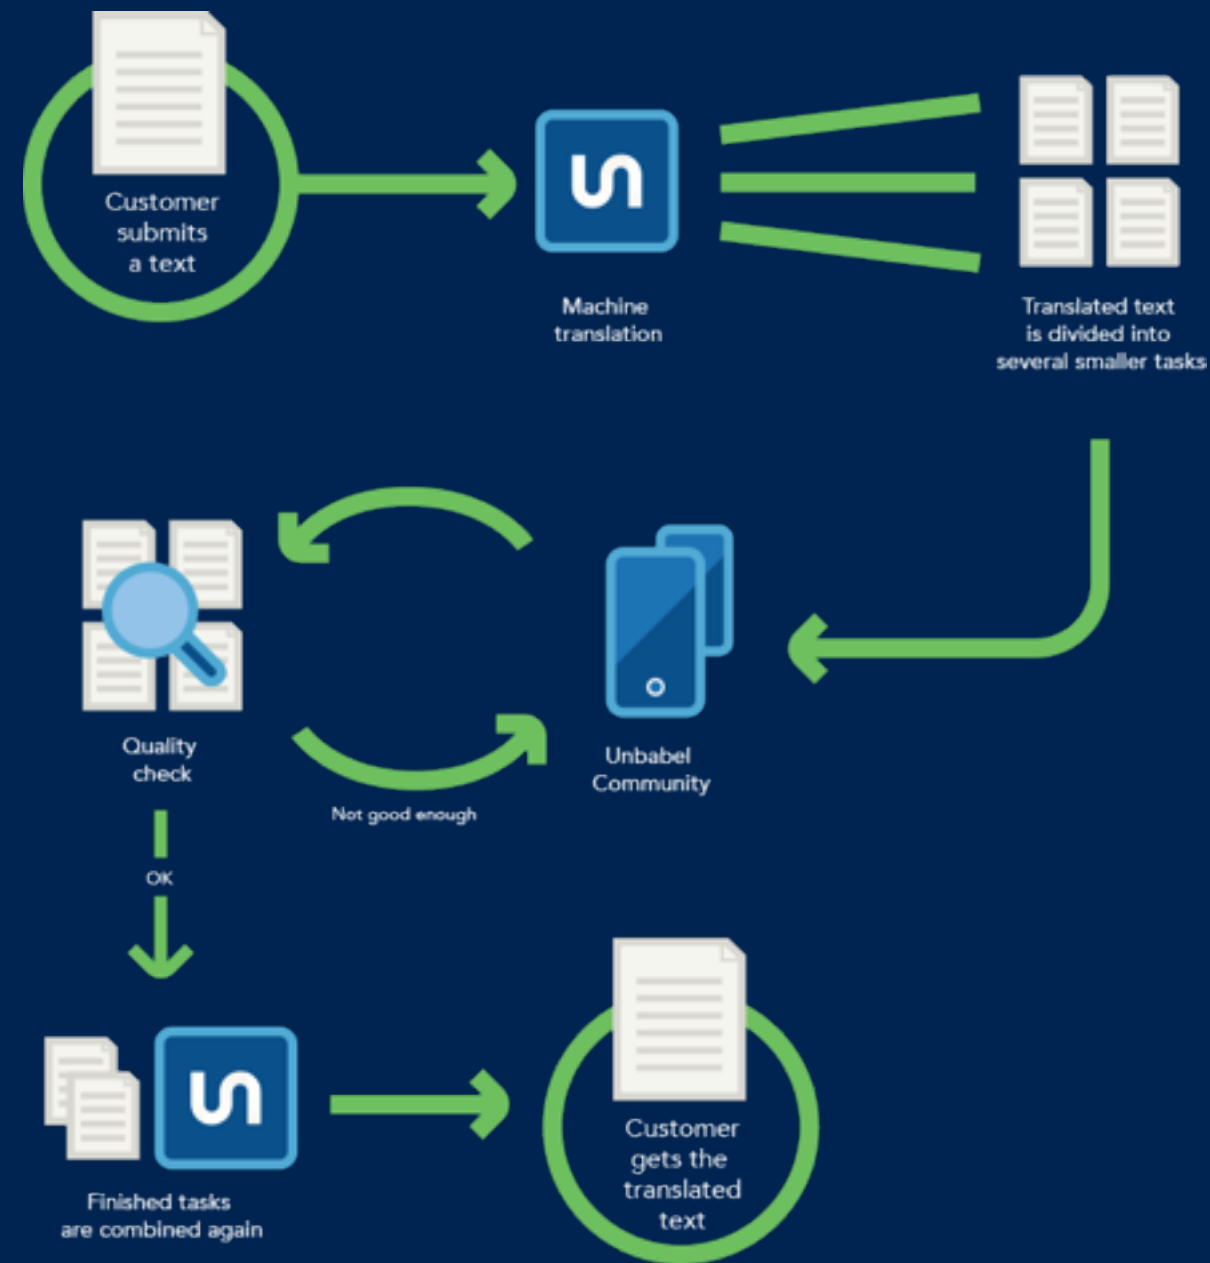 Customer
submits
a text
Machine
translation
Translated text
is divided into
several smaller tasks
Quality
check
Not good enough
Unbabel
Community
OK
Finished tasks
are combined again
Customer
gets the
translated
text